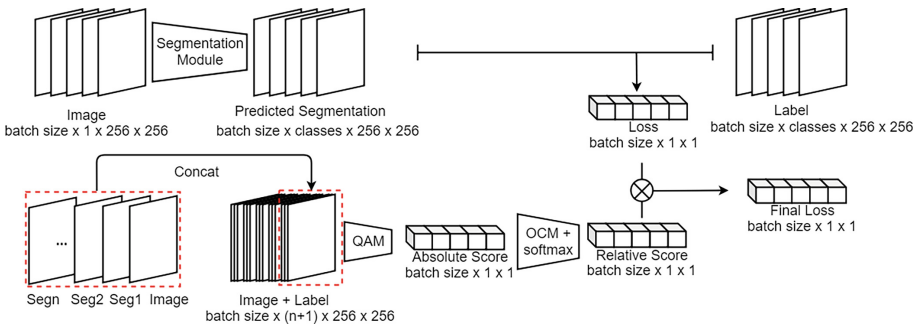 Segmentation
Module
Image
batch size x 1 x 256 x 256
Predicted Segmentation
batch size x classes x 256 x 256
Loss
batch size x 1 x 1
Label
batch size x classes x 256 x 256
Concat
...
Segn Seg2 Seg1 Image
Image + Label
batch size x (n+1) x 256 x 256
QAM
Absolute Score
batch size x 1 x 1
OCM +
softmax
Relative Score
batch size x 1 x 1
Final Loss
batch size x 1 x 1